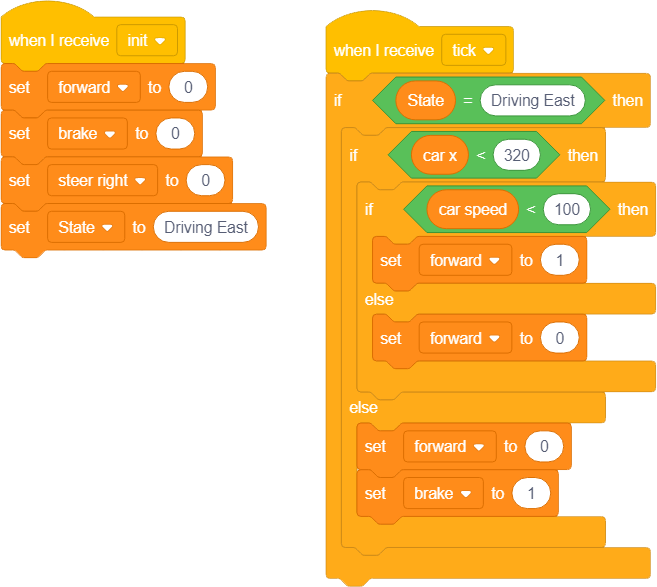 when I receive init
set forward to 0
set brake to 0
set steer right to 0
set State to Driving East
when I receive tick
if State = Driving East then
if car x < 320 then
if car speed < 100 then
set forward to 1
else
set forward to 0
else
set forward to 0
set brake to 1